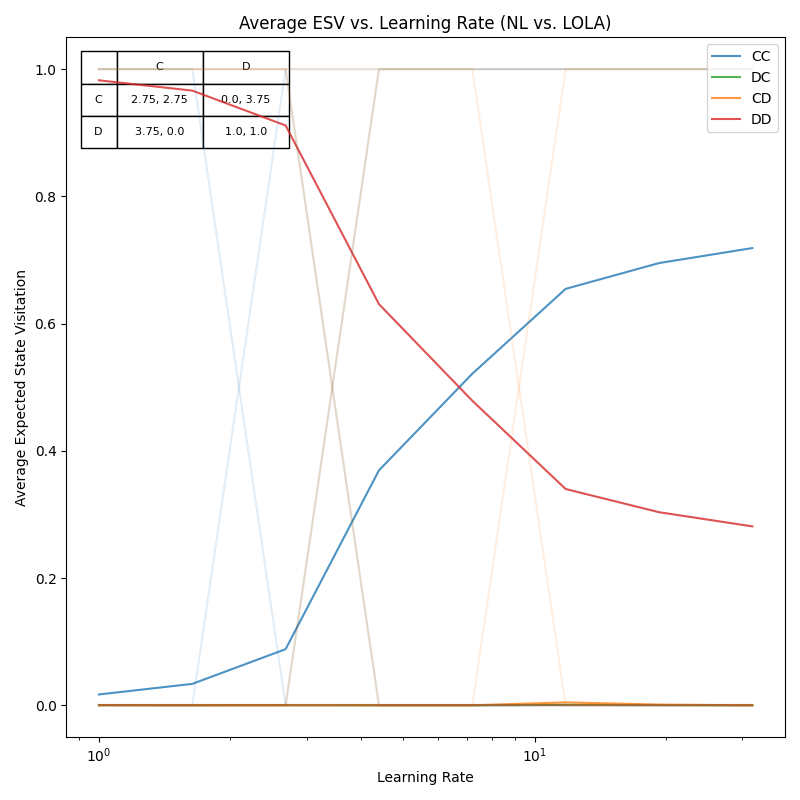 Average ESV vs. Learning Rate (NL vs. LOLA)
C D
C 2.75, 2.75 0.0, 3.75
D 3.75, 0.0 1.0, 1.0
CC
DC
CD
DD
Average Expected State Visitation
1.0
0.8
0.6
0.4
0.2
0.0
10⁰ 10¹
Learning Rate